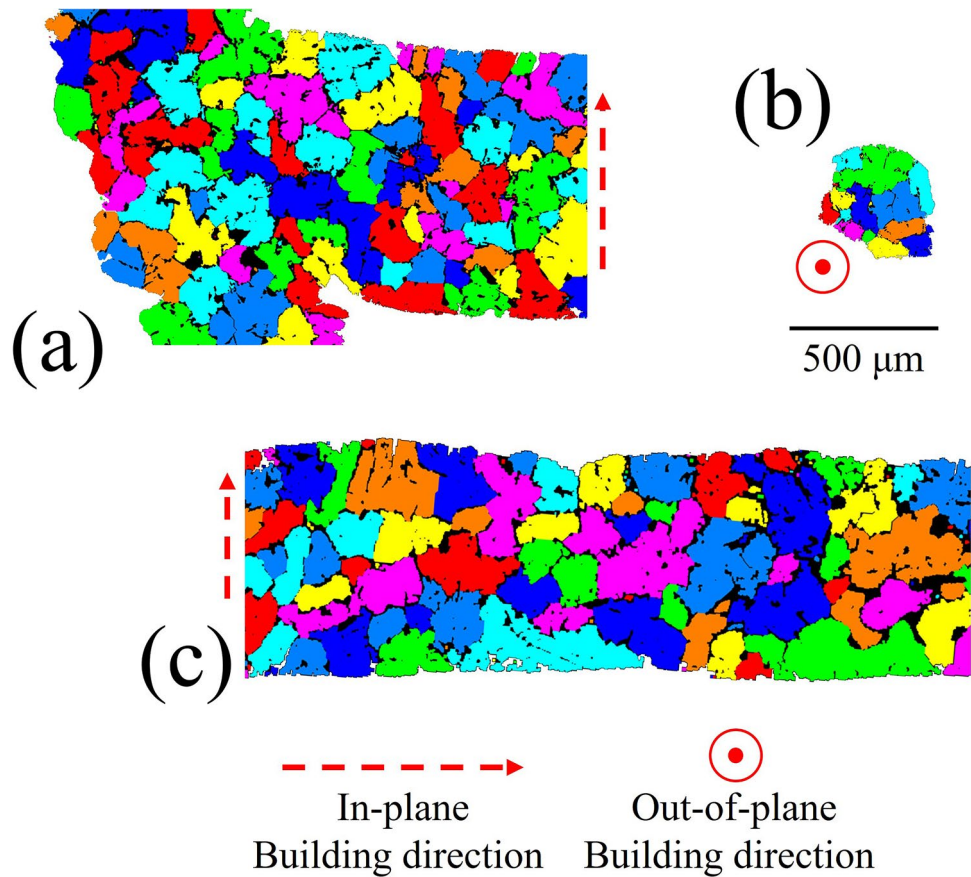 (a)
(b)
500 μm
(c)
In-plane
Building direction
Out-of-plane
Building direction